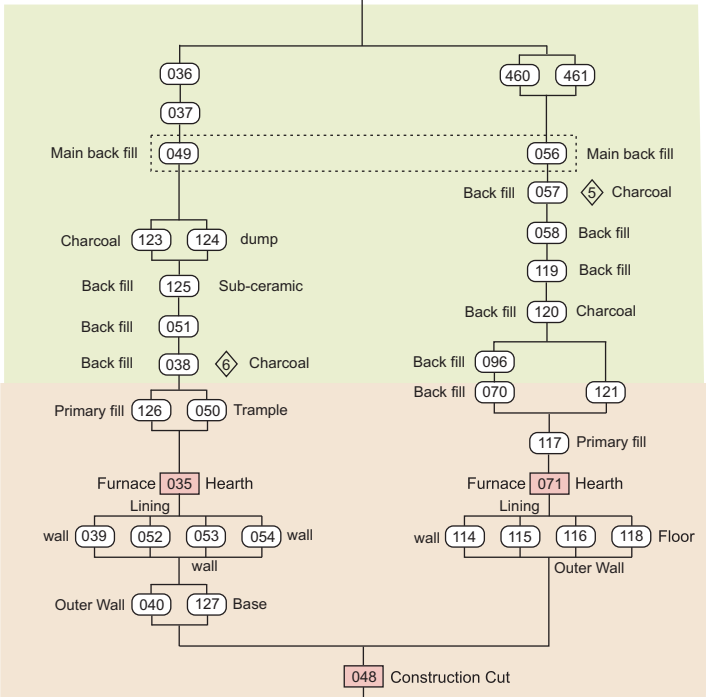 036
460 461
037
Main back fill 049 056 Main back fill
Back fill 057 5 Charcoal
058 Back fill
Charcoal 123 124 dump
119 Back fill
Back fill 125 Sub-ceramic
Back fill 120 Charcoal
Back fill 051
Back fill 038 6 Charcoal
Back fill 096
Back fill 070 121
Primary fill 126 050 Trample
117 Primary fill
Furnace 035 Hearth
Furnace 071 Hearth
Lining
Lining
wall 039 052 053 054 wall
wall 114 115 116 118 Floor
wall
Outer Wall
Outer Wall 040 127 Base
048 Construction Cut